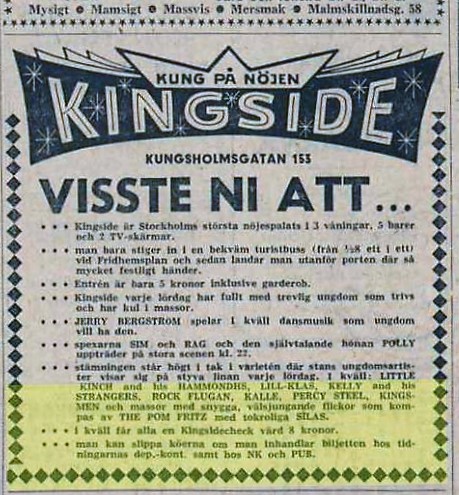 ★ Mysigt ● Mamsigt ● Massvis ● Mersmak ● Malmskillnadsg. 58
KUNG PÅ NÖJEN
KINGSIDE
KUNGSHOLMSGATAN 153
VISSTE NI ATT...
• • • Kingside är Stockholms största nöjespalats i 3 våningar, 5 barer
och 2 TV-skärmar.
• • • man bara stiger in i en bekväm turistbuss (från ½8 ett i ett)
vid Fridhemsplan och sedan landar man utanför porten där så
mycket festligt händer.
• • • Entrén är bara 5 kronor inklusive garderob.
• • • Kingside varje lördag har fullt med trevlig ungdom som trivs
och har kul i massor.
• • • JERRY BERGSTRÖM spelar i kväll dansmusik som ungdom
vill ha den.
• • • spexarna SIM och RAG och den självtalande hönan POLLY
uppträder på stora scenen kl. 22.
• • • stämningen står högt i tak i varietén där stans ungdomsartis-
ter visar sig på styva linan varje lördag. I kväll: LITTLE
KINCH and his HAMMONDHS, LILL-KLAS, KELLY and his
STRANGERS, ROCK FLUGAN, KALLE, PERCY STEEL, KINGS-
MEN och massor med snygga, välsjungande flickor som kom-
pas av THE POM FRITZ med tokroliga SILAS.
• • • i kväll får alla en Kingsidecheck värd 8 kronor.
• • • man kan slippa köerna om man inhandlar biljetten hos tid-
ningarnas dep.-kont. samt hos NK och PUB.